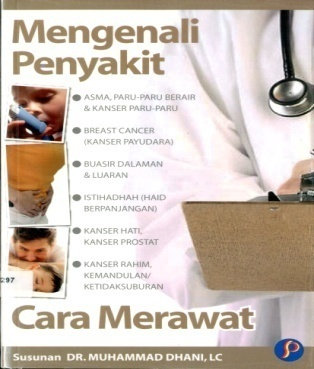 Mengenali
Penyakit
ASMA, PARU-PARU BERAIR
& KANSER PARU-PARU
BREAST CANCER
(KANSER PAYUDARA)
BUASIR DALAMAN
& LUARAN
ISTIHADHAH (HAID
BERPANJANGAN)
KANSER HATI,
KANSER PROSTAT
KANSER RAHIM,
KEMANDULAN/
KETIDAKSUBURAN
297
Cara Merawat
Susunan DR. MUHAMMAD DHANI, LC